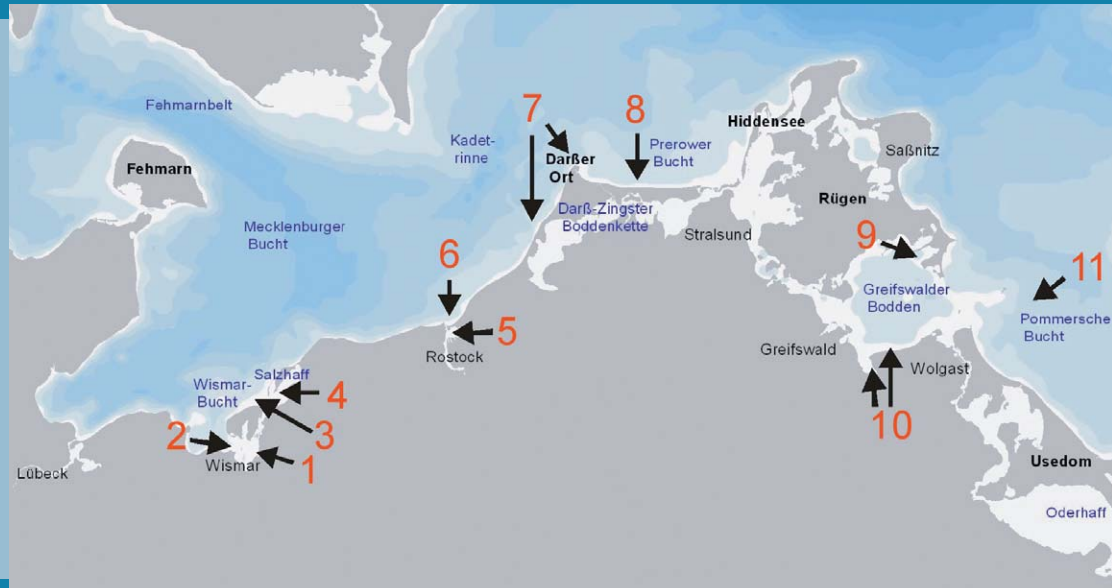 Fehmarnbelt
Fehmarn
Mecklenburger
Bucht
Kadet-
rinne
7
Darßer
Ort
8
Prerower
Bucht
Hiddensee
Saßnitz
Rügen
Darß-Zingster
Boddenkette
Stralsund
9
Greifswalder
Bodden
11
Pommersche
Bucht
6
5
Rostock
Greifswald
Wolgast
10
Salzhaff
Wismar-
Bucht
4
3
2
1
Wismar
Lübeck
Usedom
Oderhaff